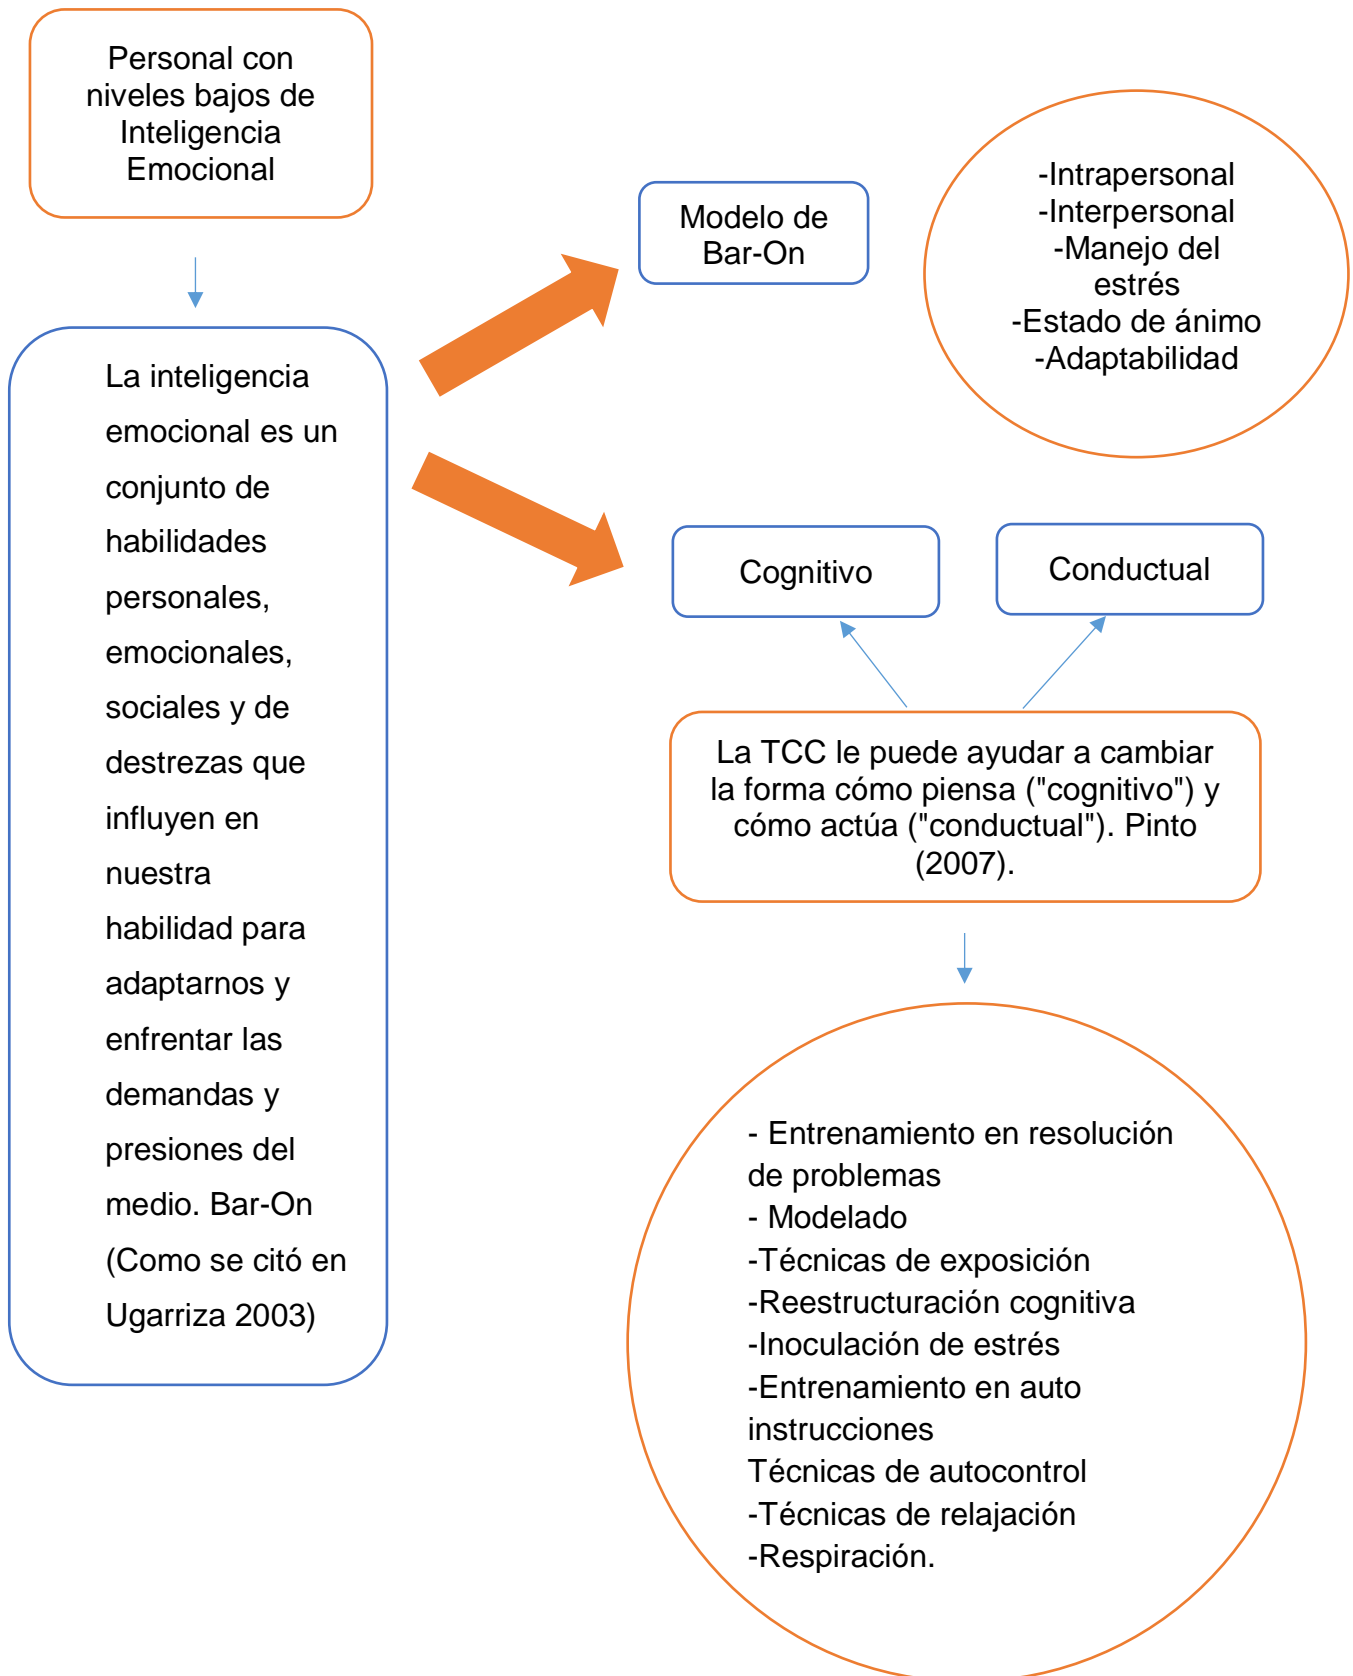 Personal con
niveles bajos de
Inteligencia
Emocional
La inteligencia
emocional es un
conjunto de
habilidades
personales,
emocionales,
sociales y de
destrezas que
influyen en
nuestra
habilidad para
adaptarnos y
enfrentar las
demandas y
presiones del
medio. Bar-On
(Como se citó en
Ugarriza 2003)
Modelo de
Bar-On
-Intrapersonal
-Interpersonal
-Manejo del
estrés
-Estado de ánimo
-Adaptabilidad
Cognitivo
Conductual
La TCC le puede ayudar a cambiar
la forma cómo piensa ("cognitivo") y
cómo actúa ("conductual"). Pinto
(2007).
- Entrenamiento en resolución
de problemas
- Modelado
-Técnicas de exposición
-Reestructuración cognitiva
-Inoculación de estrés
-Entrenamiento en auto
instrucciones
Técnicas de autocontrol
-Técnicas de relajación
-Respiración.